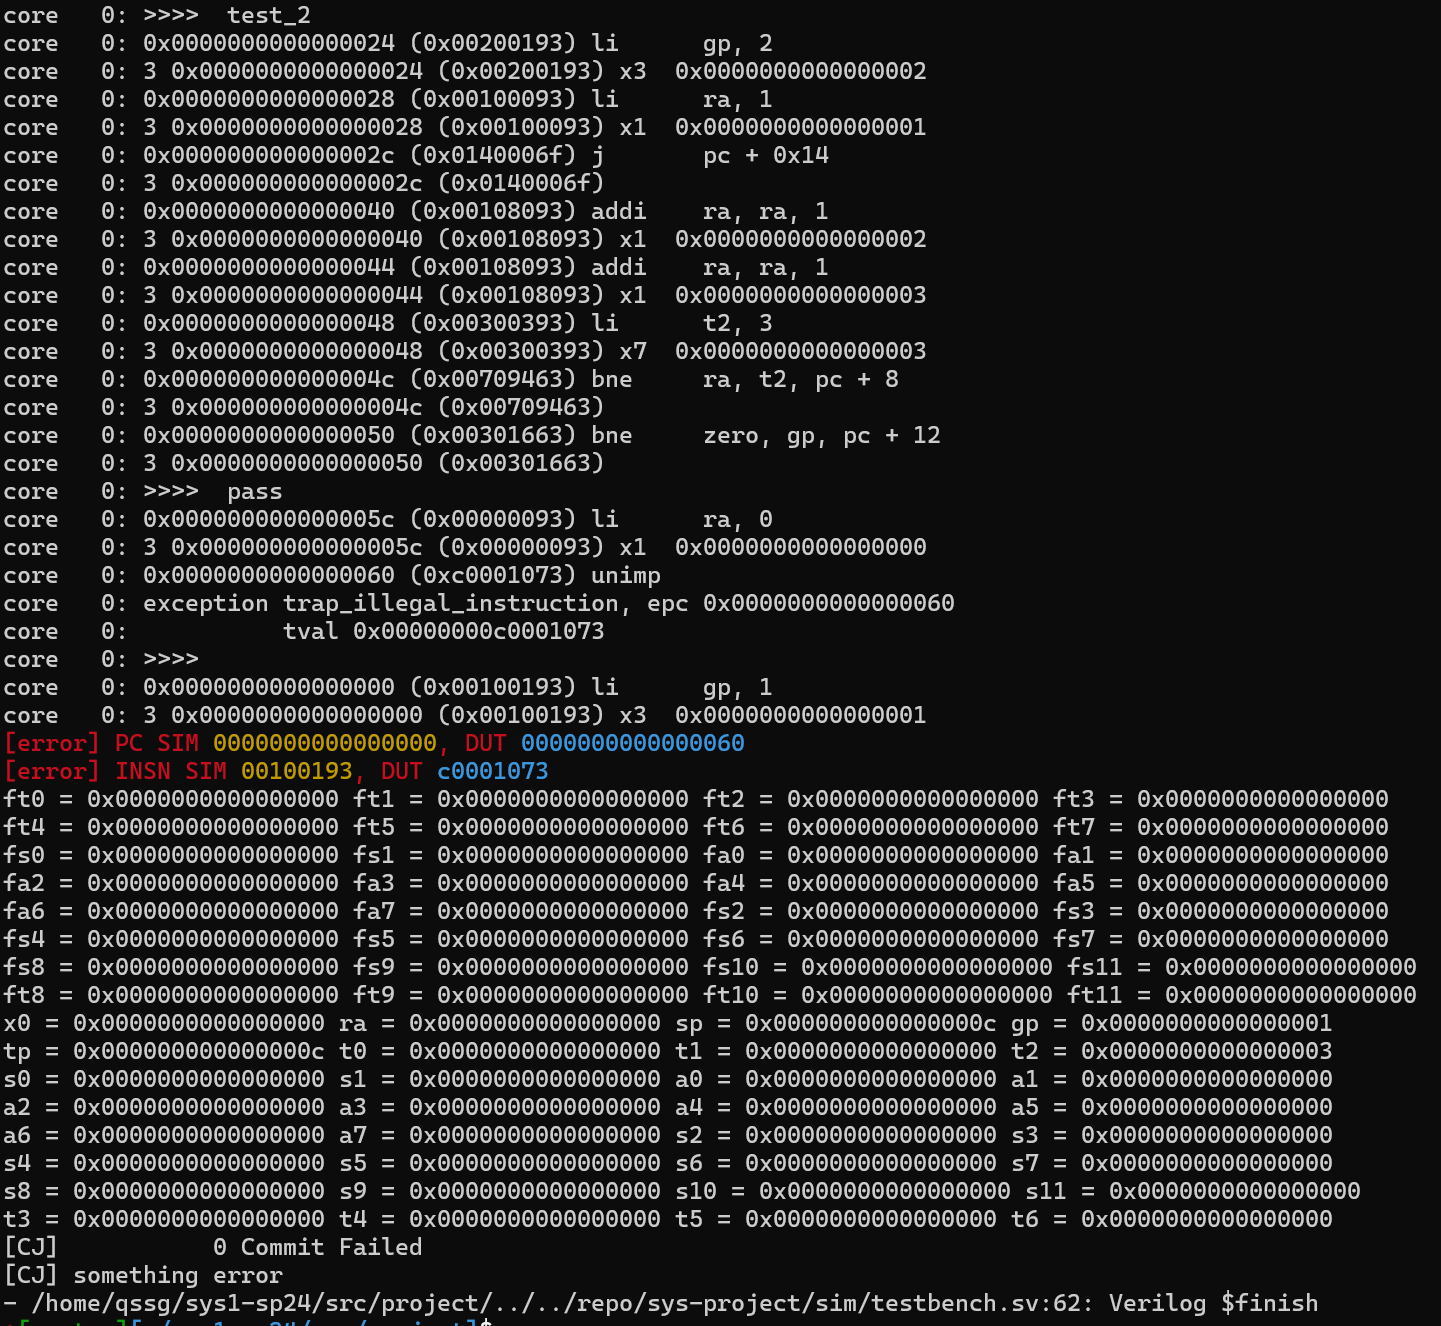 core   0: >>>>  test_2
core   0: 0x0000000000000024 (0x00200193) li      gp, 2
core   0: 3 0x0000000000000024 (0x00200193) x3  0x0000000000000002
core   0: 0x0000000000000028 (0x00100093) li      ra, 1
core   0: 3 0x0000000000000028 (0x00100093) x1  0x0000000000000001
core   0: 0x000000000000002c (0x0140006f) j       pc + 0x14
core   0: 3 0x000000000000002c (0x0140006f)
core   0: 0x0000000000000040 (0x00108093) addi    ra, ra, 1
core   0: 3 0x0000000000000040 (0x00108093) x1  0x0000000000000002
core   0: 0x0000000000000044 (0x00108093) addi    ra, ra, 1
core   0: 3 0x0000000000000044 (0x00108093) x1  0x0000000000000003
core   0: 0x0000000000000048 (0x00300393) li      t2, 3
core   0: 3 0x0000000000000048 (0x00300393) x7  0x0000000000000003
core   0: 0x000000000000004c (0x00709463) bne     ra, t2, pc + 8
core   0: 3 0x000000000000004c (0x00709463)
core   0: 0x0000000000000050 (0x00301663) bne     zero, gp, pc + 12
core   0: 3 0x0000000000000050 (0x00301663)
core   0: >>>>  pass
core   0: 0x000000000000005c (0x00000093) li      ra, 0
core   0: 3 0x000000000000005c (0x00000093) x1  0x0000000000000000
core   0: 0x0000000000000060 (0xc0001073) unimp
core   0: exception trap_illegal_instruction, epc 0x0000000000000060
core   0:           tval 0x00000000c0001073
core   0: >>>>
core   0: 0x0000000000000000 (0x00100193) li      gp, 1
core   0: 3 0x0000000000000000 (0x00100193) x3  0x0000000000000001
[error] PC SIM 0000000000000000, DUT 0000000000000060
[error] INSN SIM 00100193, DUT c0001073
ft0 = 0x0000000000000000 ft1 = 0x0000000000000000 ft2 = 0x0000000000000000 ft3 = 0x0000000000000000
ft4 = 0x0000000000000000 ft5 = 0x0000000000000000 ft6 = 0x0000000000000000 ft7 = 0x0000000000000000
fs0 = 0x0000000000000000 fs1 = 0x0000000000000000 fa0 = 0x0000000000000000 fa1 = 0x0000000000000000
fa2 = 0x0000000000000000 fa3 = 0x0000000000000000 fa4 = 0x0000000000000000 fa5 = 0x0000000000000000
fa6 = 0x0000000000000000 fa7 = 0x0000000000000000 fs2 = 0x0000000000000000 fs3 = 0x0000000000000000
fs4 = 0x0000000000000000 fs5 = 0x0000000000000000 fs6 = 0x0000000000000000 fs7 = 0x0000000000000000
fs8 = 0x0000000000000000 fs9 = 0x0000000000000000 fs10 = 0x0000000000000000 fs11 = 0x0000000000000000
ft8 = 0x0000000000000000 ft9 = 0x0000000000000000 ft10 = 0x0000000000000000 ft11 = 0x0000000000000000
x0 = 0x0000000000000000 ra = 0x0000000000000000 sp = 0x000000000000000c gp = 0x0000000000000001
tp = 0x000000000000000c t0 = 0x0000000000000000 t1 = 0x0000000000000000 t2 = 0x0000000000000003
s0 = 0x0000000000000000 s1 = 0x0000000000000000 a0 = 0x0000000000000000 a1 = 0x0000000000000000
a2 = 0x0000000000000000 a3 = 0x0000000000000000 a4 = 0x0000000000000000 a5 = 0x0000000000000000
a6 = 0x0000000000000000 a7 = 0x0000000000000000 s2 = 0x0000000000000000 s3 = 0x0000000000000000
s4 = 0x0000000000000000 s5 = 0x0000000000000000 s6 = 0x0000000000000000 s7 = 0x0000000000000000
s8 = 0x0000000000000000 s9 = 0x0000000000000000 s10 = 0x0000000000000000 s11 = 0x0000000000000000
t3 = 0x0000000000000000 t4 = 0x0000000000000000 t5 = 0x0000000000000000 t6 = 0x0000000000000000
[CJ]           0 Commit Failed
[CJ] something error
- /home/qssg/sys1-sp24/src/project/../../repo/sys-project/sim/testbench.sv:62: Verilog $finish